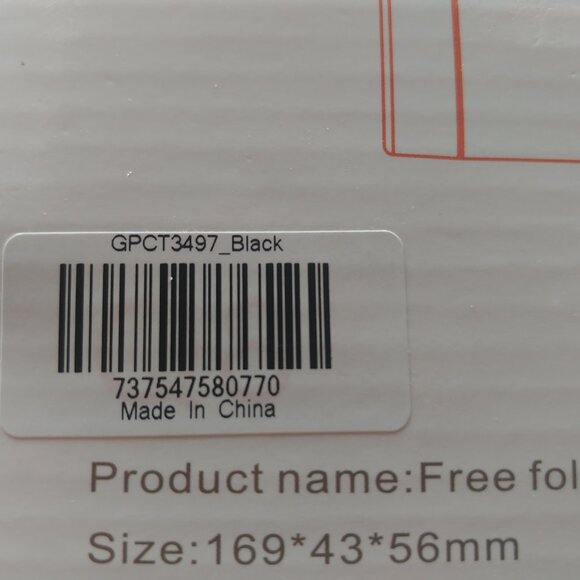 GPCT3497_Black
737547580770
Made In China
Product name:Free fol
Size:169*43*56mm